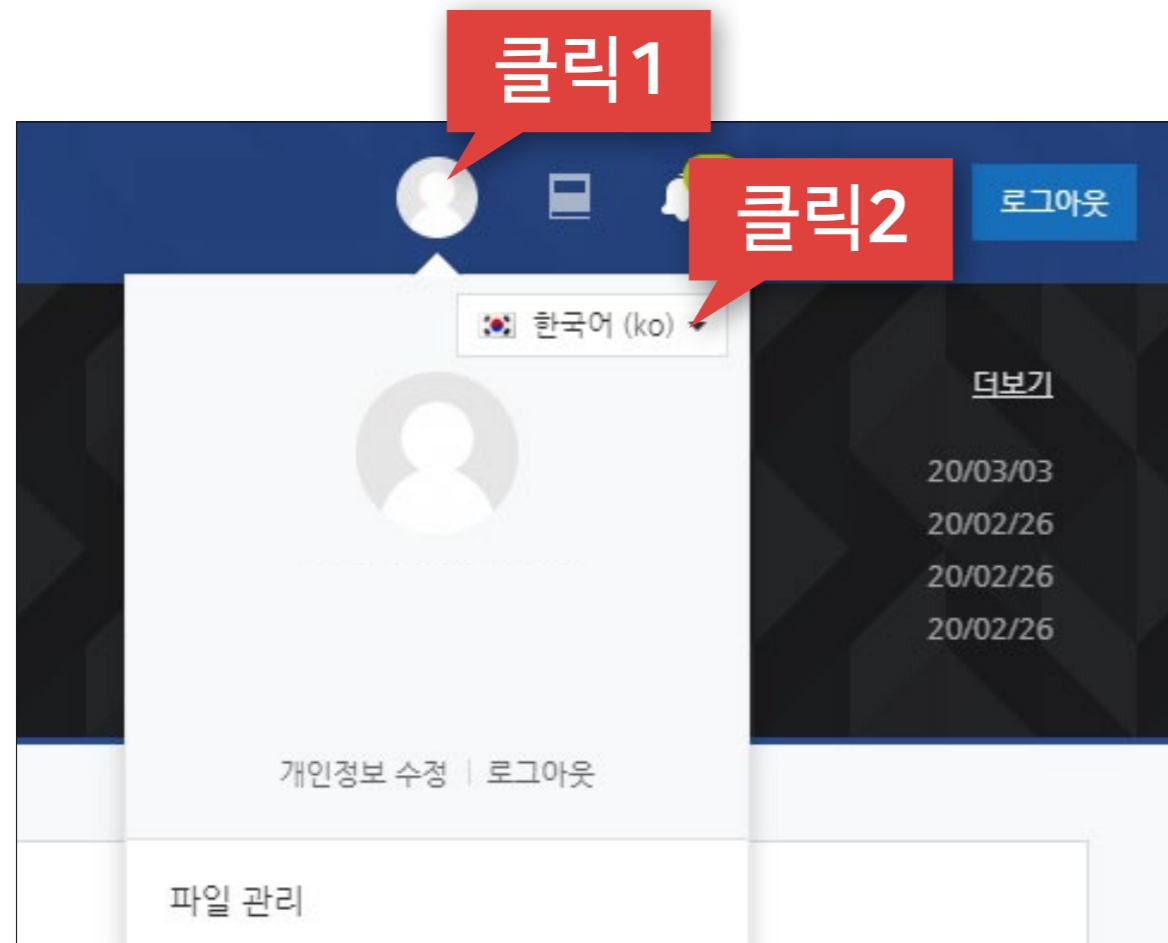 클릭1
클릭2
로그아웃
한국어 (ko)
더보기
20/03/03
20/02/26
20/02/26
20/02/26
개인정보 수정
로그아웃
파일 관리